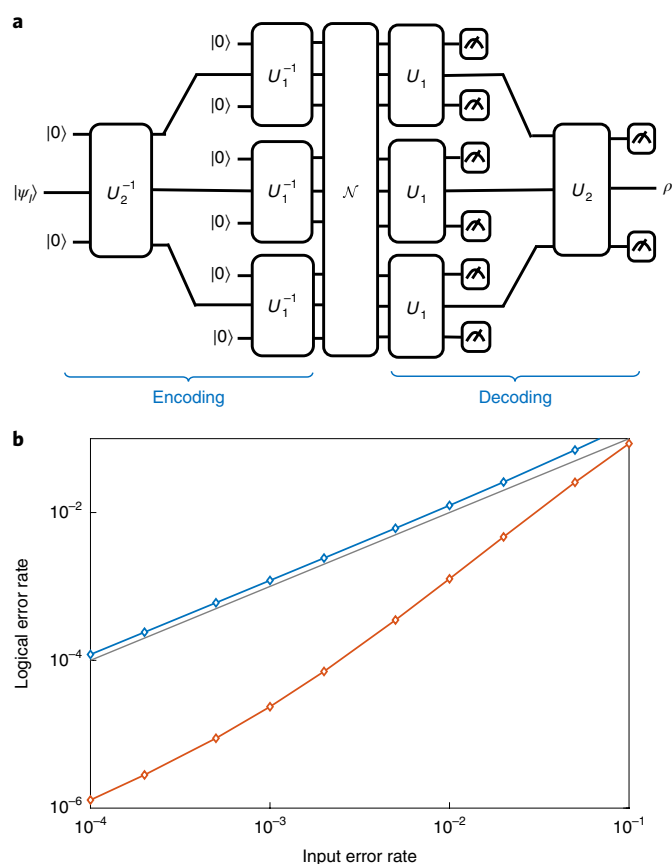 a
|0⟩
U₁⁻¹
U₁
|0⟩
|0⟩
|0⟩
|ψₗ⟩
U₂⁻¹
U₁⁻¹
𝒩
U₁
U₂
ρ
|0⟩
|0⟩
|0⟩
U₁⁻¹
U₁
|0⟩
Encoding
Decoding
b
Logical error rate
10⁻²
10⁻⁴
10⁻⁶
10⁻⁴
10⁻³
10⁻²
10⁻¹
Input error rate